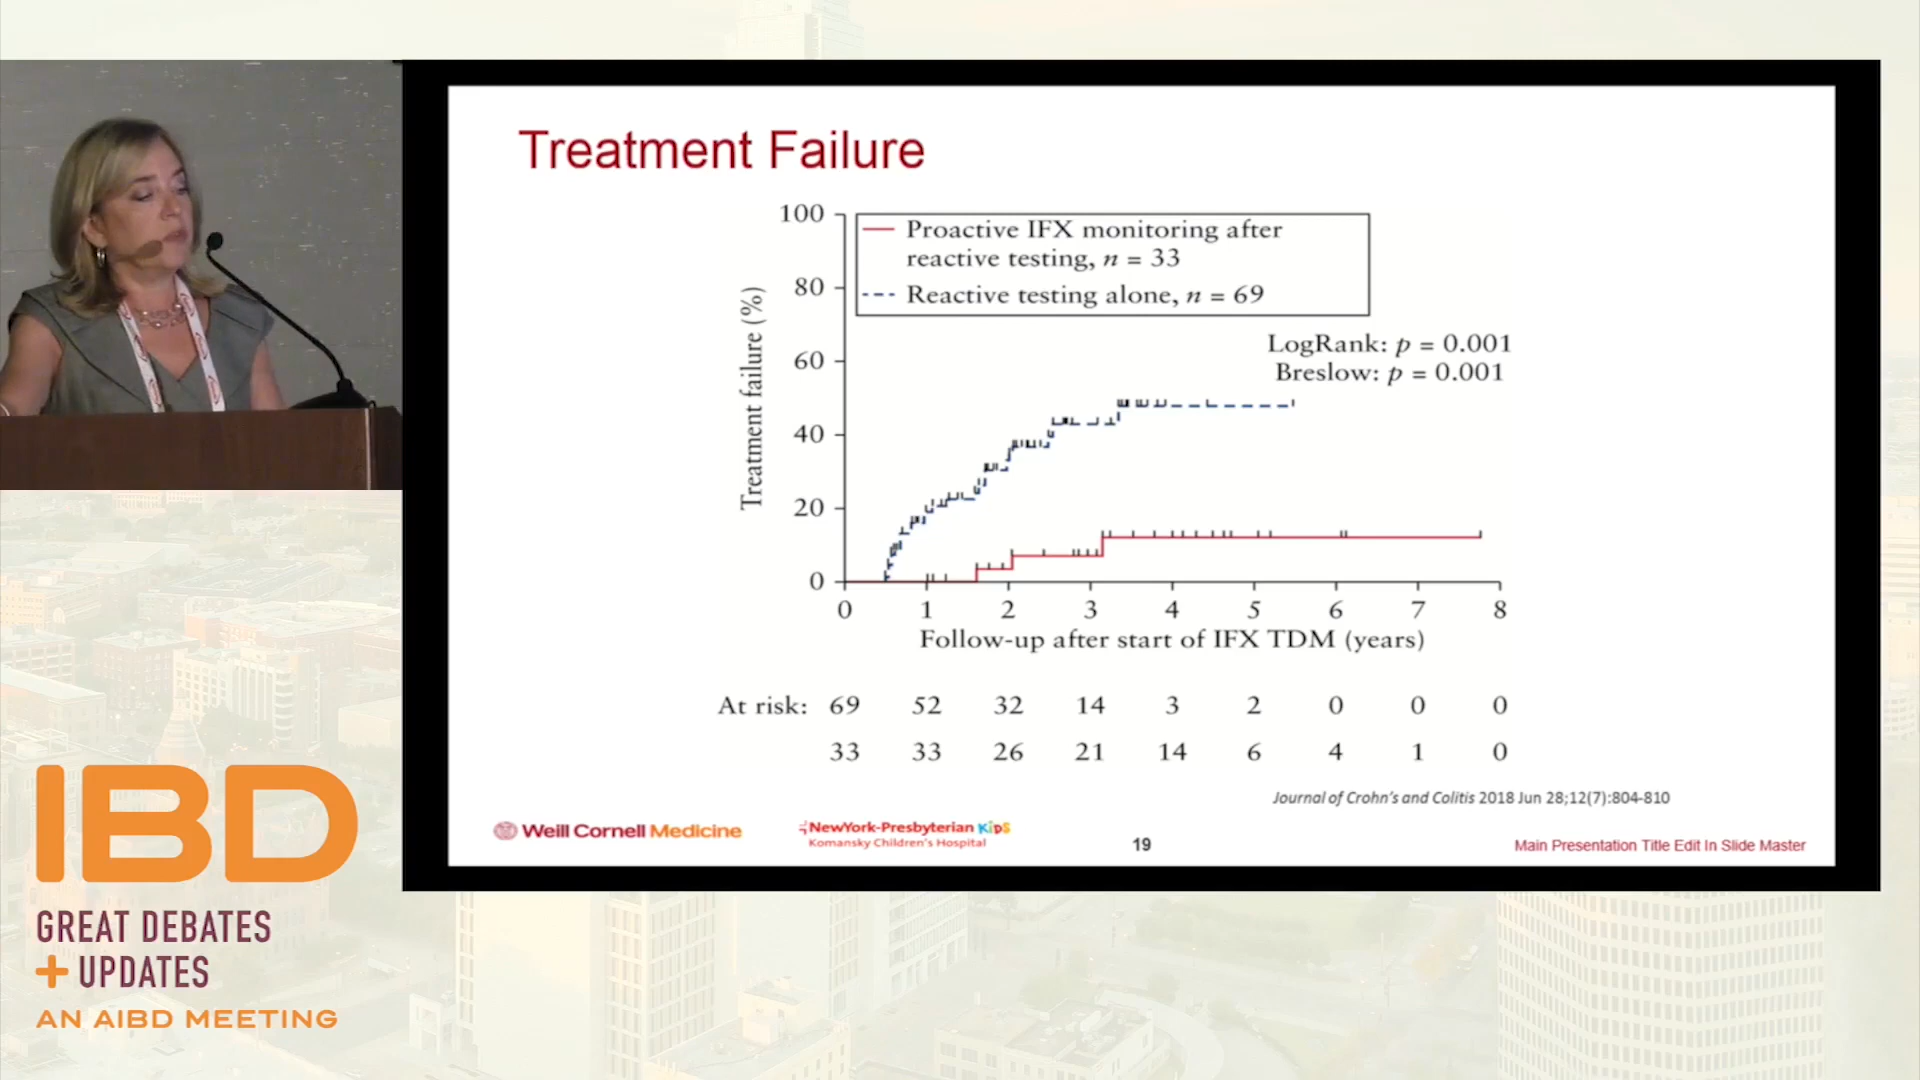 Treatment Failure
100
80
60
40
20
0
Treatment failure (%)
Proactive IFX monitoring after
reactive testing, n = 33
Reactive testing alone, n = 69
LogRank: p = 0.001
Breslow: p = 0.001
0 1 2 3 4 5 6 7 8
Follow-up after start of IFX TDM (years)
At risk: 69 52 32 14 3 2 0 0 0
33 33 26 21 14 6 4 1 0
Journal of Crohn's and Colitis 2018 Jun 28;12(7):804-810
Weill Cornell Medicine
NewYork-Presbyterian KiDS
Komansky Children's Hospital
19
Main Presentation Title Edit In Slide Master
IBD
GREAT DEBATES
+ UPDATES
AN AIBD MEETING